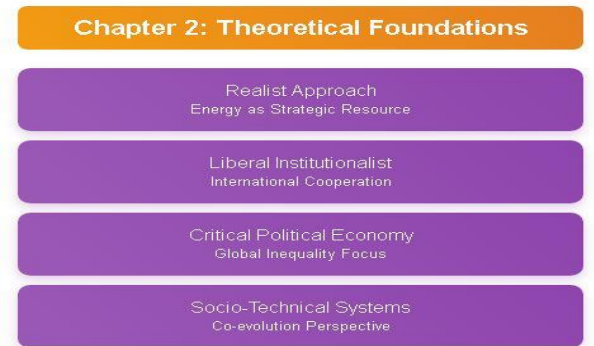 Chapter 2: Theoretical Foundations
Realist Approach
Energy as Strategic Resource
Liberal Institutionalist
International Cooperation
Critical Political Economy
Global Inequality Focus
Socio-Technical Systems
Co-evolution Perspective